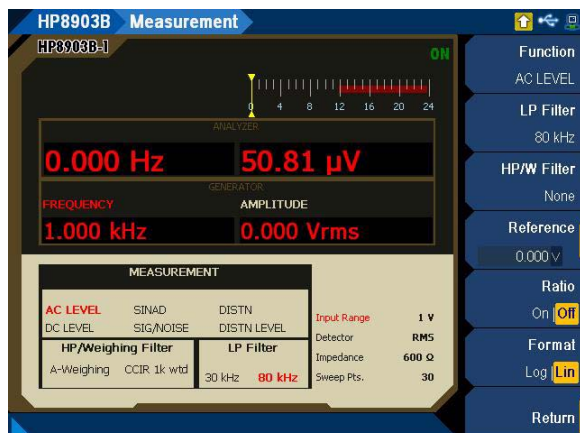 HP8903B Measurement
HP8903B-1
ON
0 4 8 12 16 20 24
ANALYZER
0.000 Hz 50.81 µV
GENERATOR
FREQUENCY AMPLITUDE
1.000 kHz 0.000 Vrms
MEASUREMENT
AC LEVEL SINAD DISTN
DC LEVEL SIG/NOISE DISTN LEVEL
HP/Weighing Filter LP Filter
A-Weighing CCIR 1k wtd 30 kHz 80 kHz
Input Range 1 V
Detector RMS
Impedance 600 Ω
Sweep Pts. 30
Function
AC LEVEL
LP Filter
80 kHz
HP/W Filter
None
Reference
0.000 V
Ratio
On Off
Format
Log Lin
Return